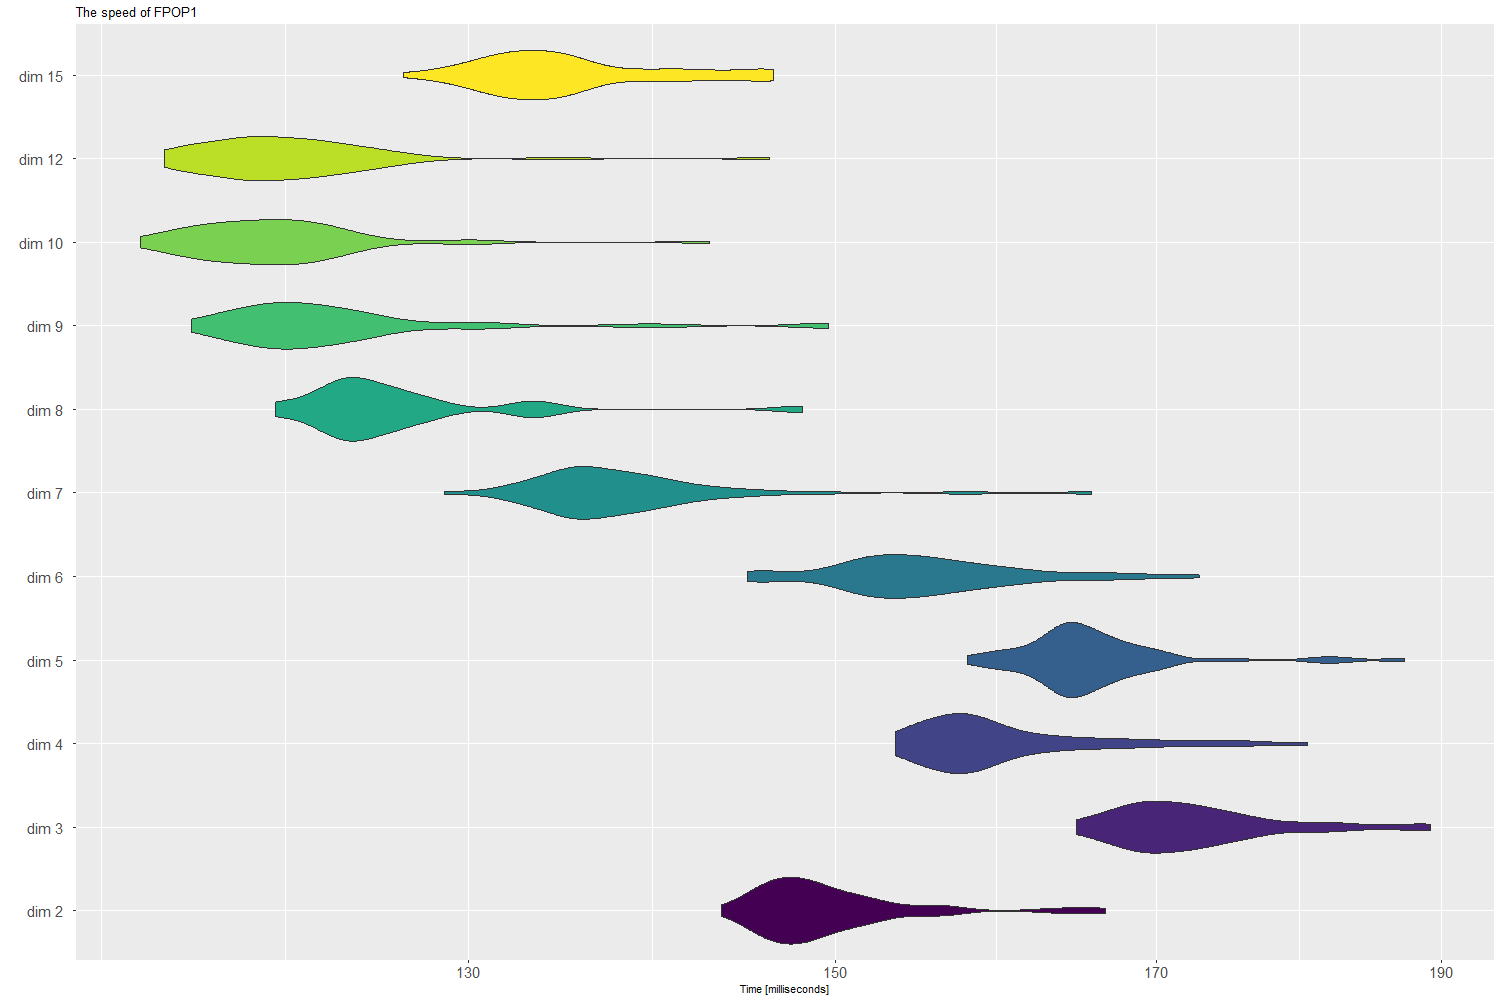 The speed of FPOP1
dim 15
dim 12
dim 10
dim 9
dim 8
dim 7
dim 6
dim 5
dim 4
dim 3
dim 2
130 150 170 190
Time [milliseconds]